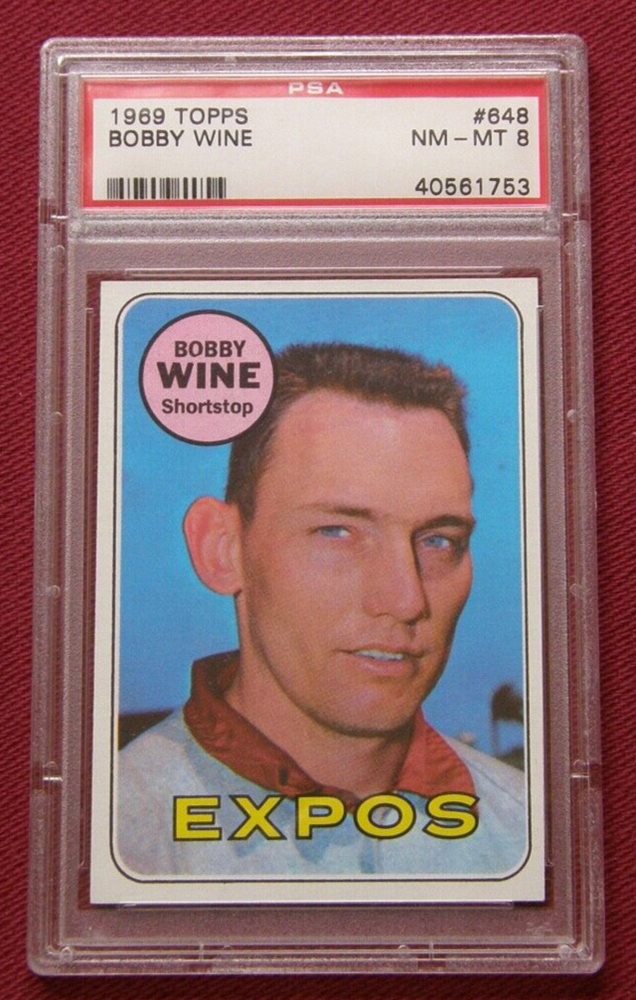 PSA
1969 TOPPS #648
BOBBY WINE NM - MT 8
40561753
BOBBY
WINE
Shortstop
EXPOS